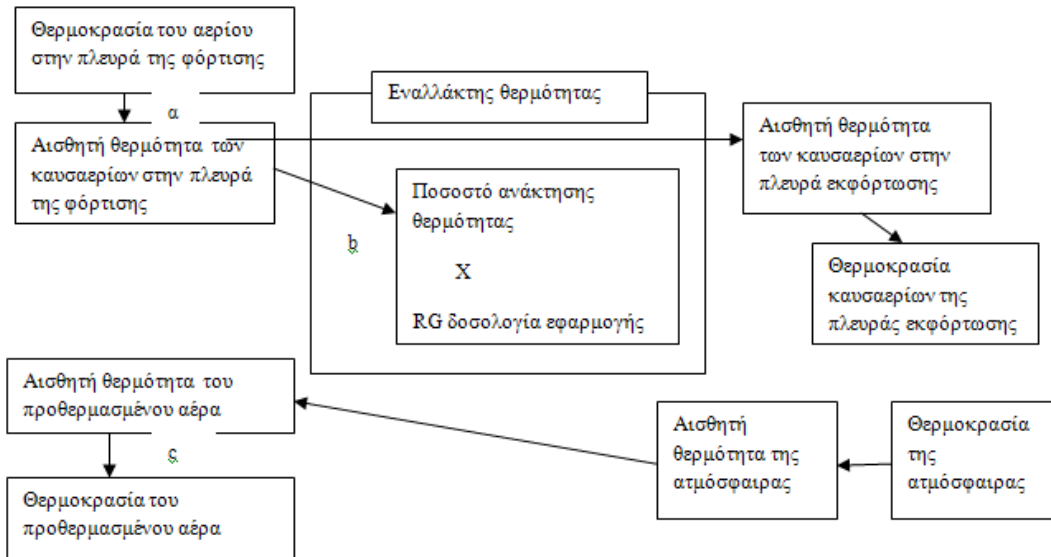 Θερμοκρασία του αερίου
στην πλευρά της φόρτισης
a
Αισθητή θερμότητα των
καυσαερίων στην πλευρά
της φόρτισης
Εναλλάκτης θερμότητας
Αισθητή θερμότητα
των καυσαερίων στην
πλευρά εκφόρτωσης
b
Ποσοστό ανάκτησης
θερμότητας
X
RG δοσολογία εφαρμογής
Θερμοκρασία
καυσαερίων της
πλευράς εκφόρτωσης
Αισθητή θερμότητα του
προθερμασμένου αέρα
c
Θερμοκρασία του
προθερμασμένου αέρα
Αισθητή
θερμότητα της
ατμόσφαιρας
Θερμοκρασία
της
ατμόσφαιρας